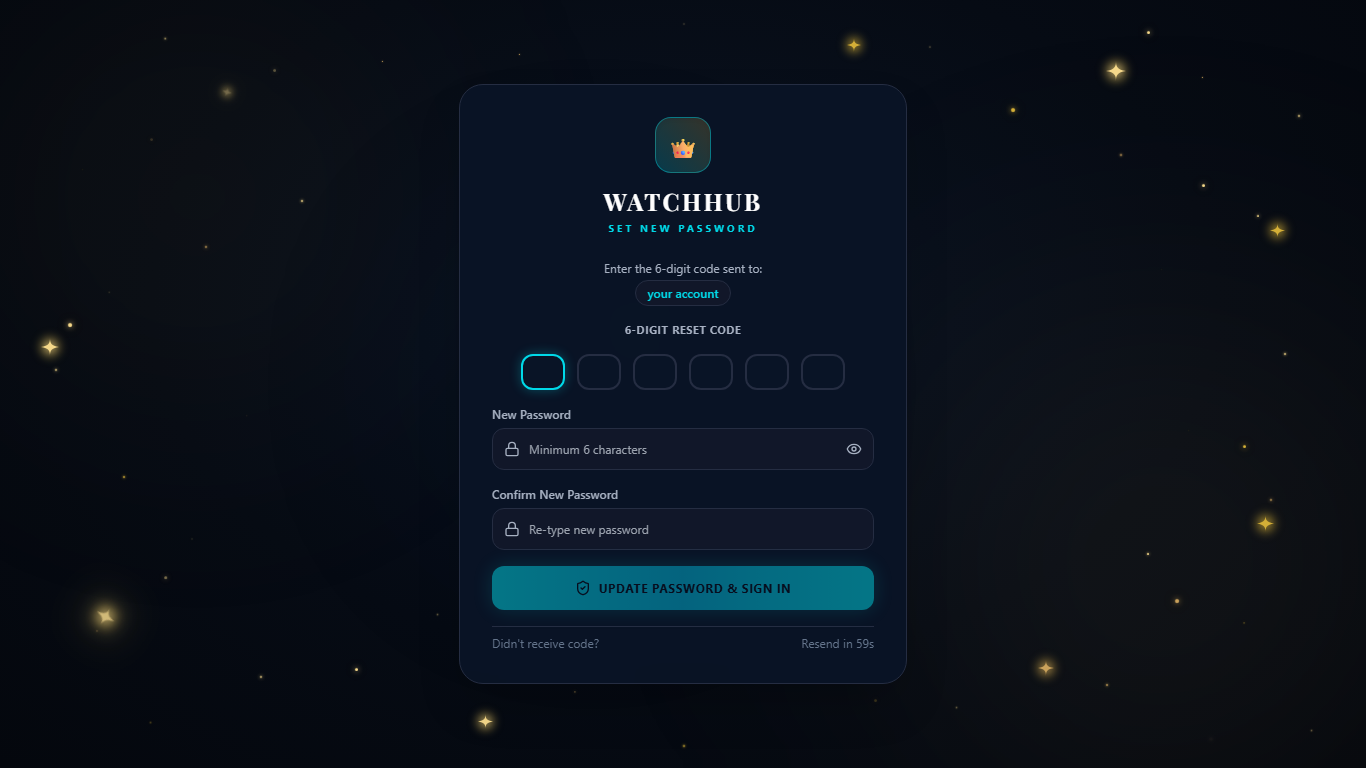 WATCHHUB
SET NEW PASSWORD
Enter the 6-digit code sent to:
your account
6-DIGIT RESET CODE
New Password
Minimum 6 characters
Confirm New Password
Re-type new password
UPDATE PASSWORD & SIGN IN
Didn't receive code?
Resend in 59s